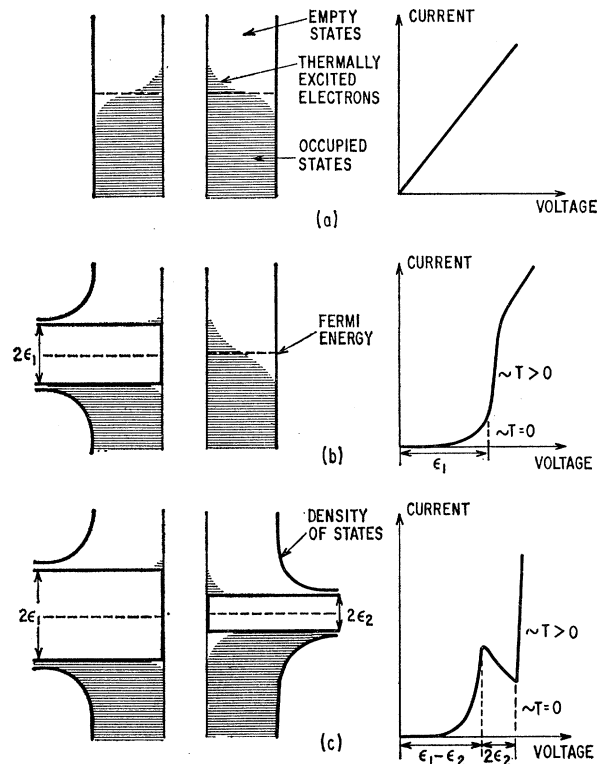 EMPTY
STATES
THERMALLY
EXCITED
ELECTRONS
OCCUPIED
STATES
CURRENT
VOLTAGE
(a)
2ϵ₁
FERMI
ENERGY
CURRENT
~T>0
~T=0
ϵ₁
VOLTAGE
(b)
DENSITY
OF STATES
2ϵ
2ϵ₂
CURRENT
~T>0
~T=0
ϵ₁-ϵ₂
2ϵ₂
VOLTAGE
(c)